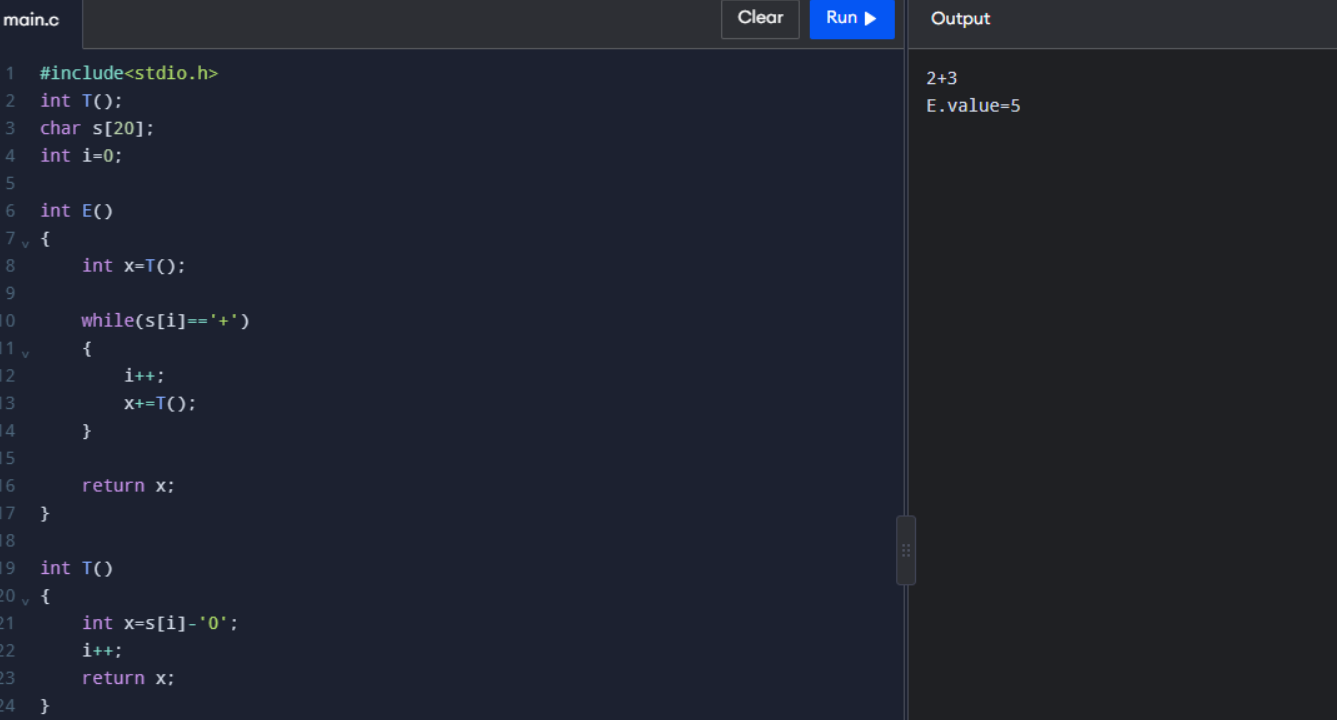 main.c
Clear
Run
Output
1 #include<stdio.h>
2 int T();
3 char s[20];
4 int i=0;
5
6 int E()
7 {
8     int x=T();
9
10     while(s[i]=='+')
11     {
12         i++;
13         x+=T();
14     }
15
16     return x;
17 }
18
19 int T()
20 {
21     int x=s[i]-'0';
22     i++;
23     return x;
24 }
2+3
E.value=5